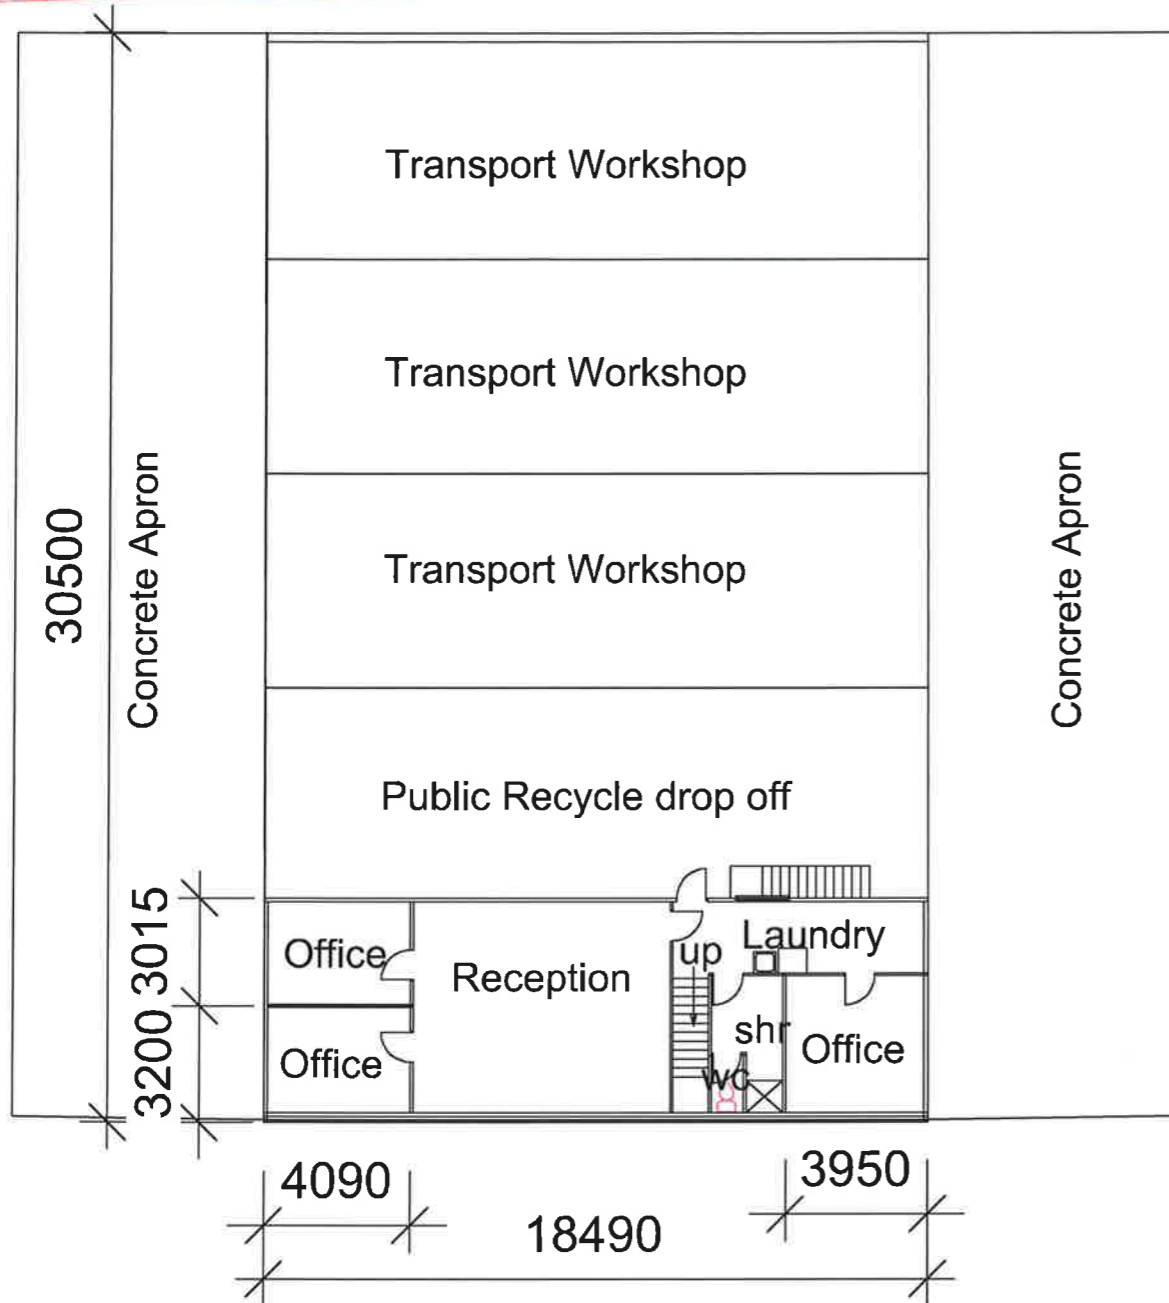 Transport Workshop
Transport Workshop
Transport Workshop
30500
Concrete Apron
Concrete Apron
Public Recycle drop off
3015
3200
Office
Reception
up
Laundry
Office
shr
wc
Office
4090
3950
18490